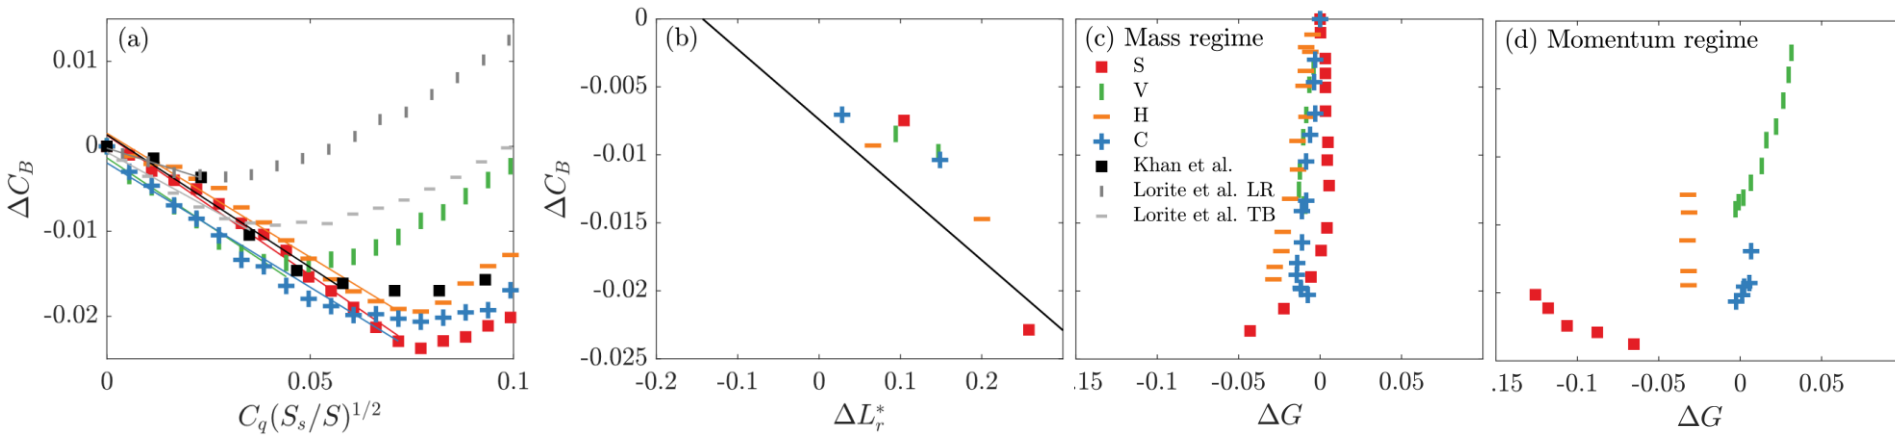 (a)
0.01
0
-0.01
-0.02
ΔC_B
0
0.05
0.1
C_q(S_s/S)^{1/2}
(b)
0
-0.005
-0.01
-0.015
-0.02
-0.025
ΔC_B
-0.2
-0.1
0
0.1
0.2
ΔL_r^*
(c) Mass regime
S
V
H
C
Khan et al.
Lorite et al. LR
Lorite et al. TB
.15
-0.1
-0.05
0
0.05
ΔG
(d) Momentum regime
.15
-0.1
-0.05
0
0.05
ΔG